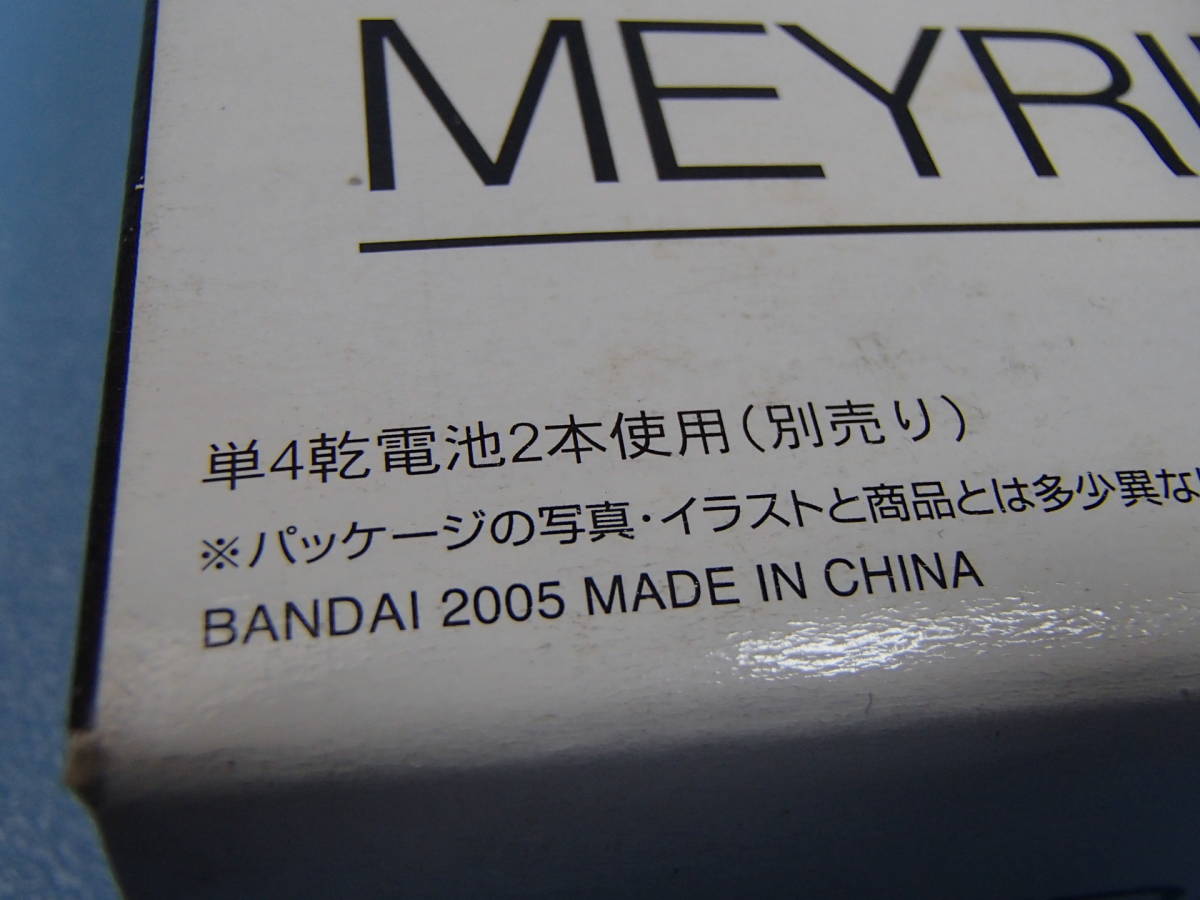 MEYRI
単4乾電池2本使用(別売り)
※パッケージの写真・イラストと商品とは多少異な
BANDAI 2005 MADE IN CHINA